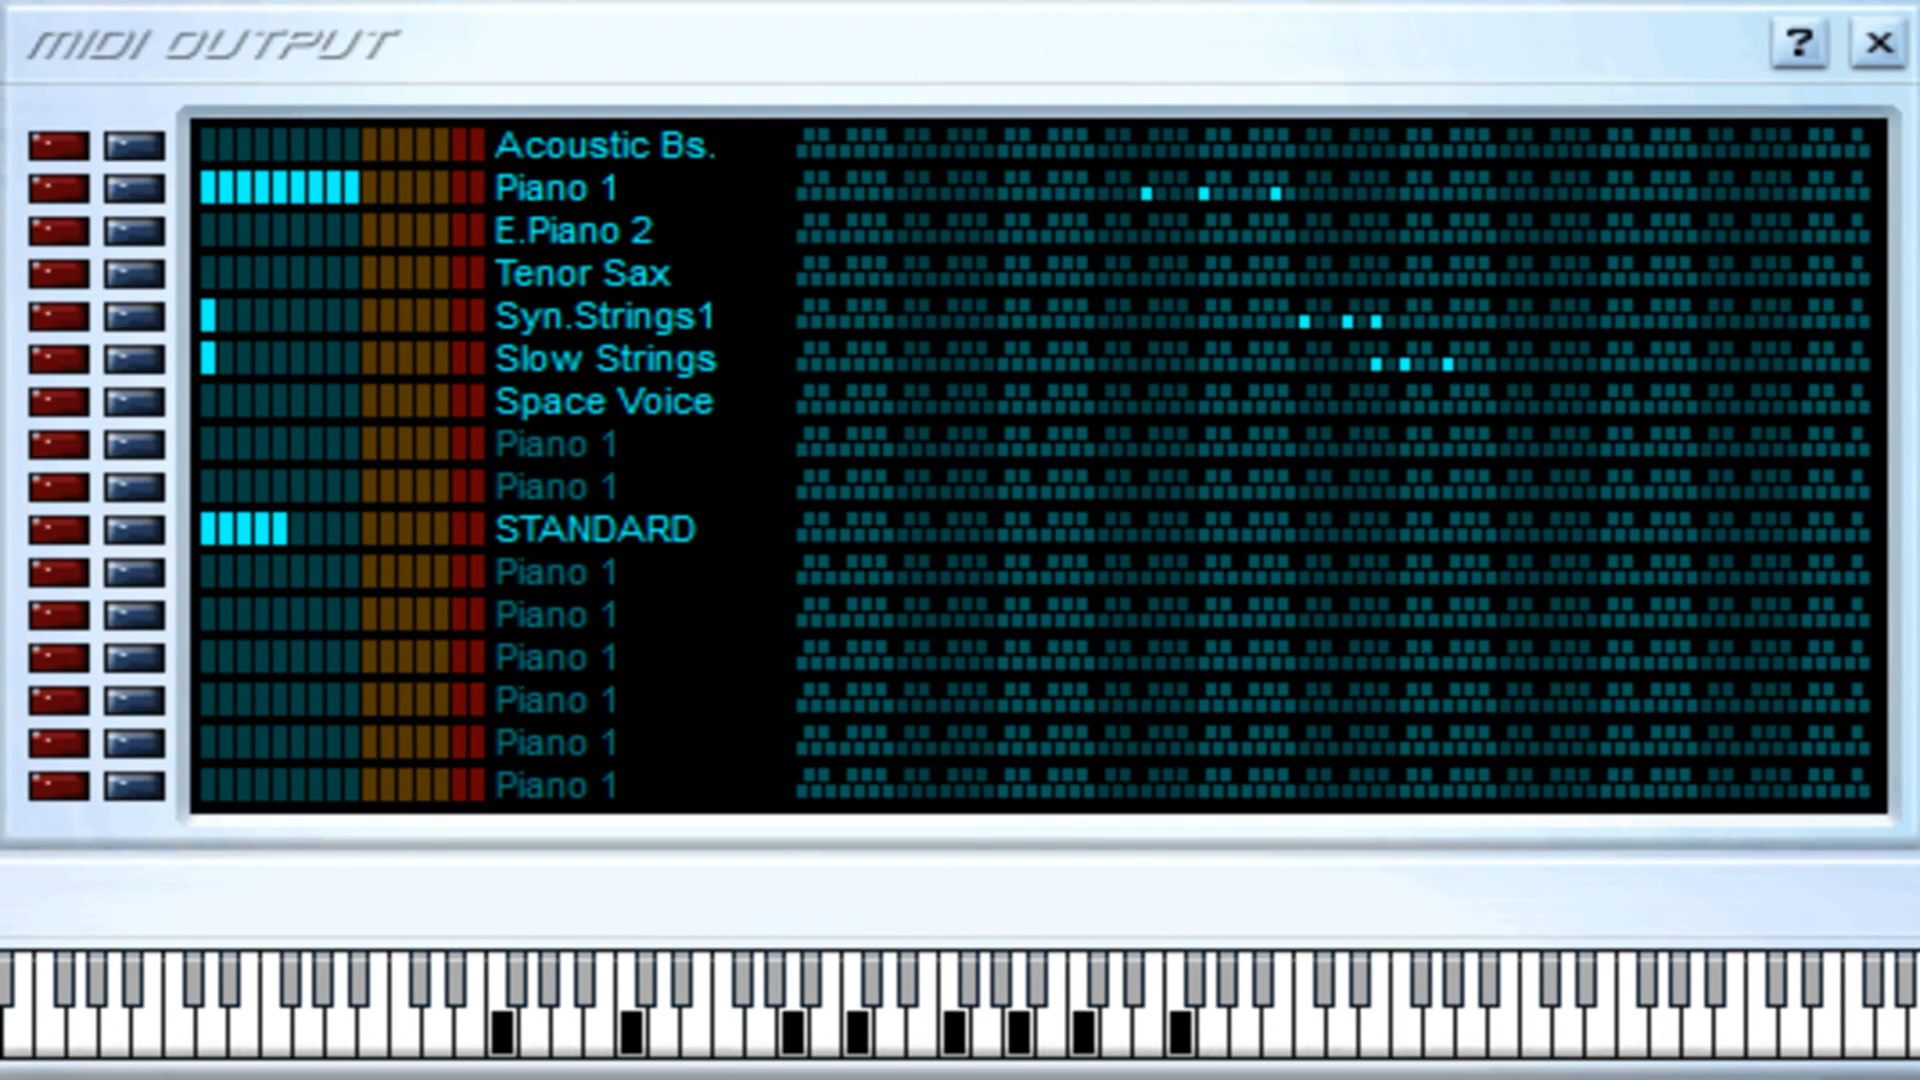 MIDI OUTPUT
?
X
Acoustic Bs.
Piano 1
E.Piano 2
Tenor Sax
Syn.Strings1
Slow Strings
Space Voice
Piano 1
Piano 1
STANDARD
Piano 1
Piano 1
Piano 1
Piano 1
Piano 1
Piano 1